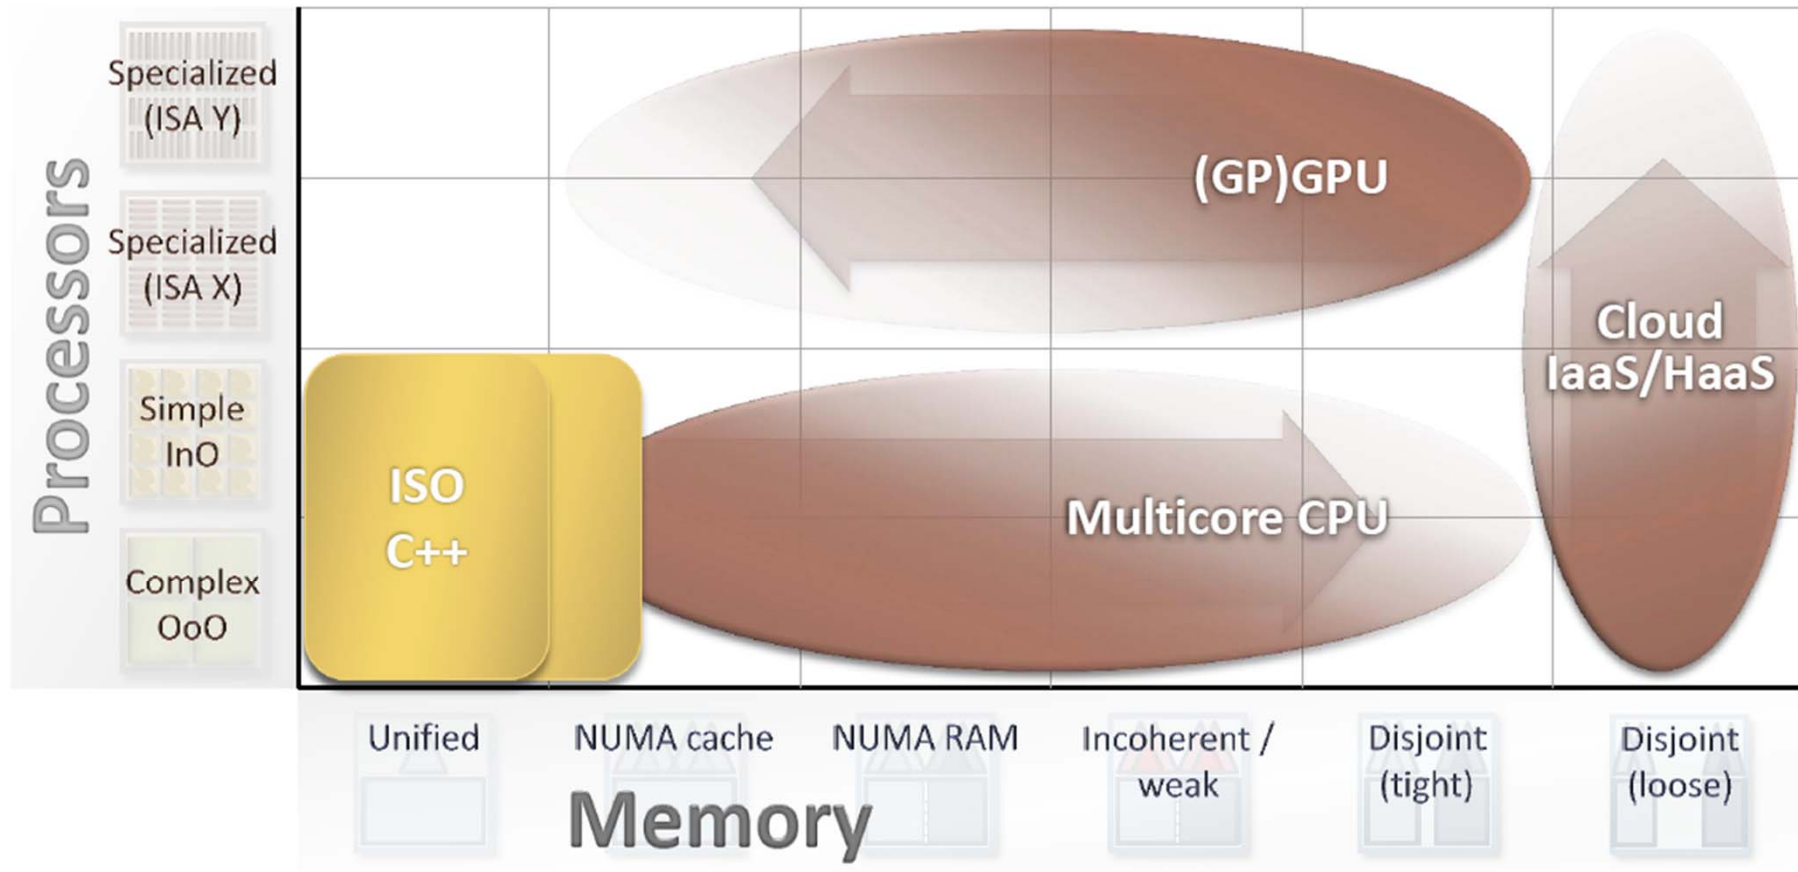 Processors
Specialized
(ISA Y)
Specialized
(ISA X)
Simple
InO
Complex
OoO
(GP)GPU
Cloud
IaaS/HaaS
ISO
C++
Multicore CPU
Unified
NUMA cache
NUMA RAM
Incoherent /
weak
Disjoint
(tight)
Disjoint
(loose)
Memory